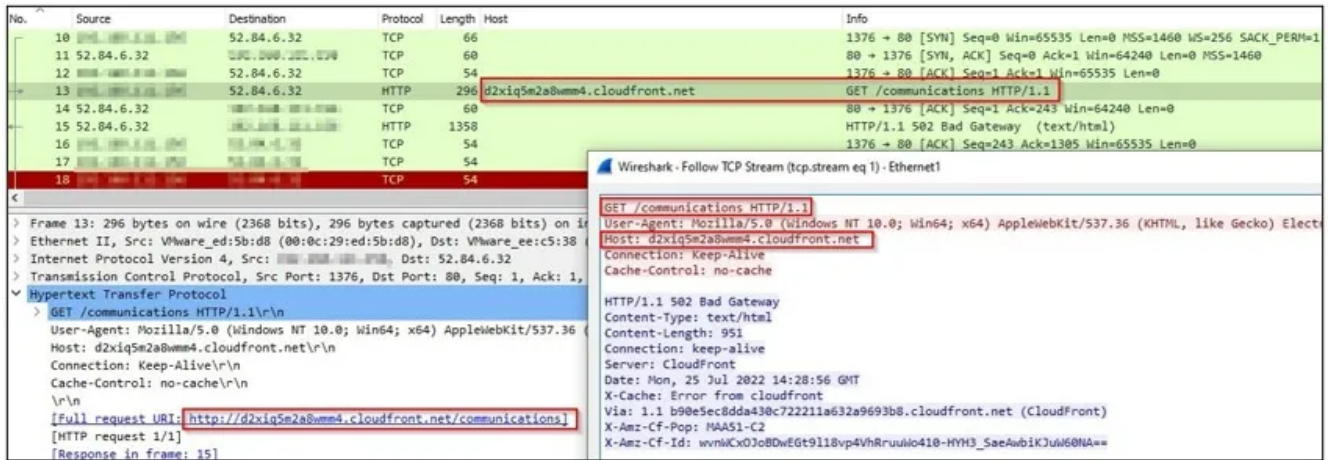 No. Source Destination Protocol Length Host Info
10 52.84.6.32 TCP 66 1376 → 80 [SYN] Seq=0 Win=65535 Len=0 MSS=1460 WS=256 SACK_PERM=1
11 52.84.6.32 TCP 60 80 → 1376 [SYN, ACK] Seq=0 Ack=1 Win=64240 Len=0 MSS=1460
12 52.84.6.32 TCP 54 1376 → 80 [ACK] Seq=1 Ack=1 Win=65535 Len=0
13 52.84.6.32 HTTP 296 d2xiq5m2a8wmm4.cloudfront.net GET /communications HTTP/1.1
14 52.84.6.32 TCP 60 80 → 1376 [ACK] Seq=1 Ack=243 Win=64240 Len=0
15 52.84.6.32 HTTP 1358 HTTP/1.1 502 Bad Gateway (text/html)
16 TCP 54 1376 → 80 [ACK] Seq=243 Ack=1305 Win=65535 Len=0
17 TCP 54
18 TCP 54
Frame 13: 296 bytes on wire (2368 bits), 296 bytes captured (2368 bits) on
Ethernet II, Src: VMware_ed:5b:d8 (00:0c:29:ed:5b:d8), Dst: VMware_ee:c5:38 (
Internet Protocol Version 4, Src: , Dst: 52.84.6.32
Transmission Control Protocol, Src Port: 1376, Dst Port: 80, Seq: 1, Ack: 1,
Hypertext Transfer Protocol
GET /communications HTTP/1.1\r\n
User-Agent: Mozilla/5.0 (Windows NT 10.0; Win64; x64) AppleWebKit/537.36 (
Host: d2xiq5m2a8wmm4.cloudfront.net\r\n
Connection: Keep-Alive\r\n
Cache-Control: no-cache\r\n
\r\n
[Full request URI: http://d2xiq5m2a8wmm4.cloudfront.net/communications]
[HTTP request 1/1]
[Response in frame: 15]
Wireshark - Follow TCP Stream (tcp.stream eq 1) - Ethernet1
GET /communications HTTP/1.1
User-Agent: Mozilla/5.0 (Windows NT 10.0; Win64; x64) AppleWebKit/537.36 (KHTML, like Gecko) Electr
Host: d2xiq5m2a8wmm4.cloudfront.net
Connection: Keep-Alive
Cache-Control: no-cache
HTTP/1.1 502 Bad Gateway
Content-Type: text/html
Content-Length: 951
Connection: keep-alive
Server: CloudFront
Date: Mon, 25 Jul 2022 14:28:56 GMT
X-Cache: Error from cloudfront
Via: 1.1 b90e5ec8dda430c722211a632a9693b8.cloudfront.net (CloudFront)
X-Amz-Cf-Pop: MAA51-C2
X-Amz-Cf-Id: wvnWCxOJoBDwEGt9l18vp4VhRruuWo410-HYH3_SaeAwbiKJuW60NA==